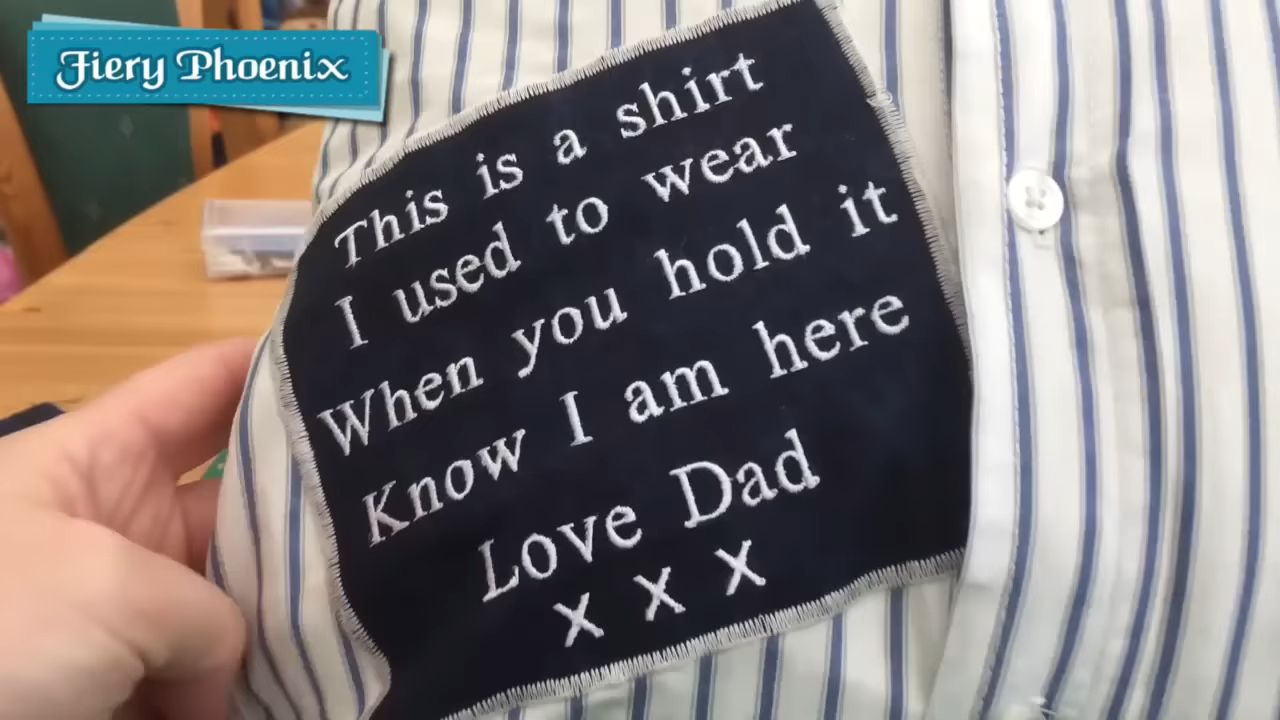 Fiery Phoenix
This is a shirt
I used to wear
When you hold it
Know I am here
Love Dad
x x x